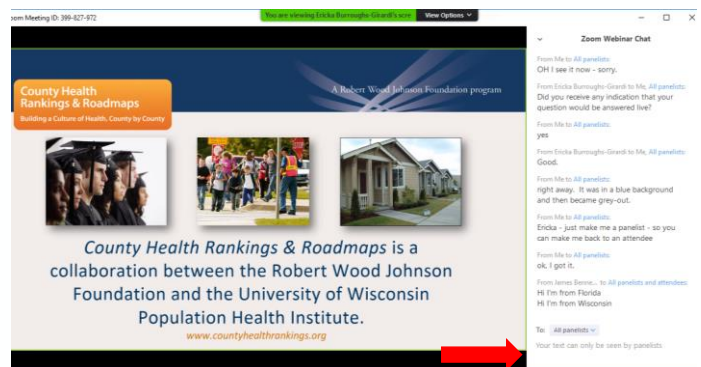 oom Meeting ID: 399-827-972
You are viewing Ericka Burroughs-Girardi's scre
View Options
Zoom Webinar Chat
County Health
Rankings & Roadmaps
Building a Culture of Health, County by County
A Robert Wood Johnson Foundation program
County Health Rankings & Roadmaps is a
collaboration between the Robert Wood Johnson
Foundation and the University of Wisconsin
Population Health Institute.
www.countyhealthrankings.org
From Me to All panelists:
OH I see it now - sorry.
From Ericka Burroughs-Girardi to Me, All panelists:
Did you receive any indication that your
question would be answered live?
From Me to All panelists:
yes
From Ericka Burroughs-Girardi to Me, All panelists:
Good.
From Me to All panelists:
right away. It was in a blue background
and then became grey-out.
From Me to All panelists:
Ericka - just make me a panelist - so you
can make me back to an attendee
From Me to All panelists:
ok, I got it.
From James Benne... to All panelists and attendees:
Hi I'm from Florida
Hi I'm from Wisconsin
To: All panelists
Your text can only be seen by panelists